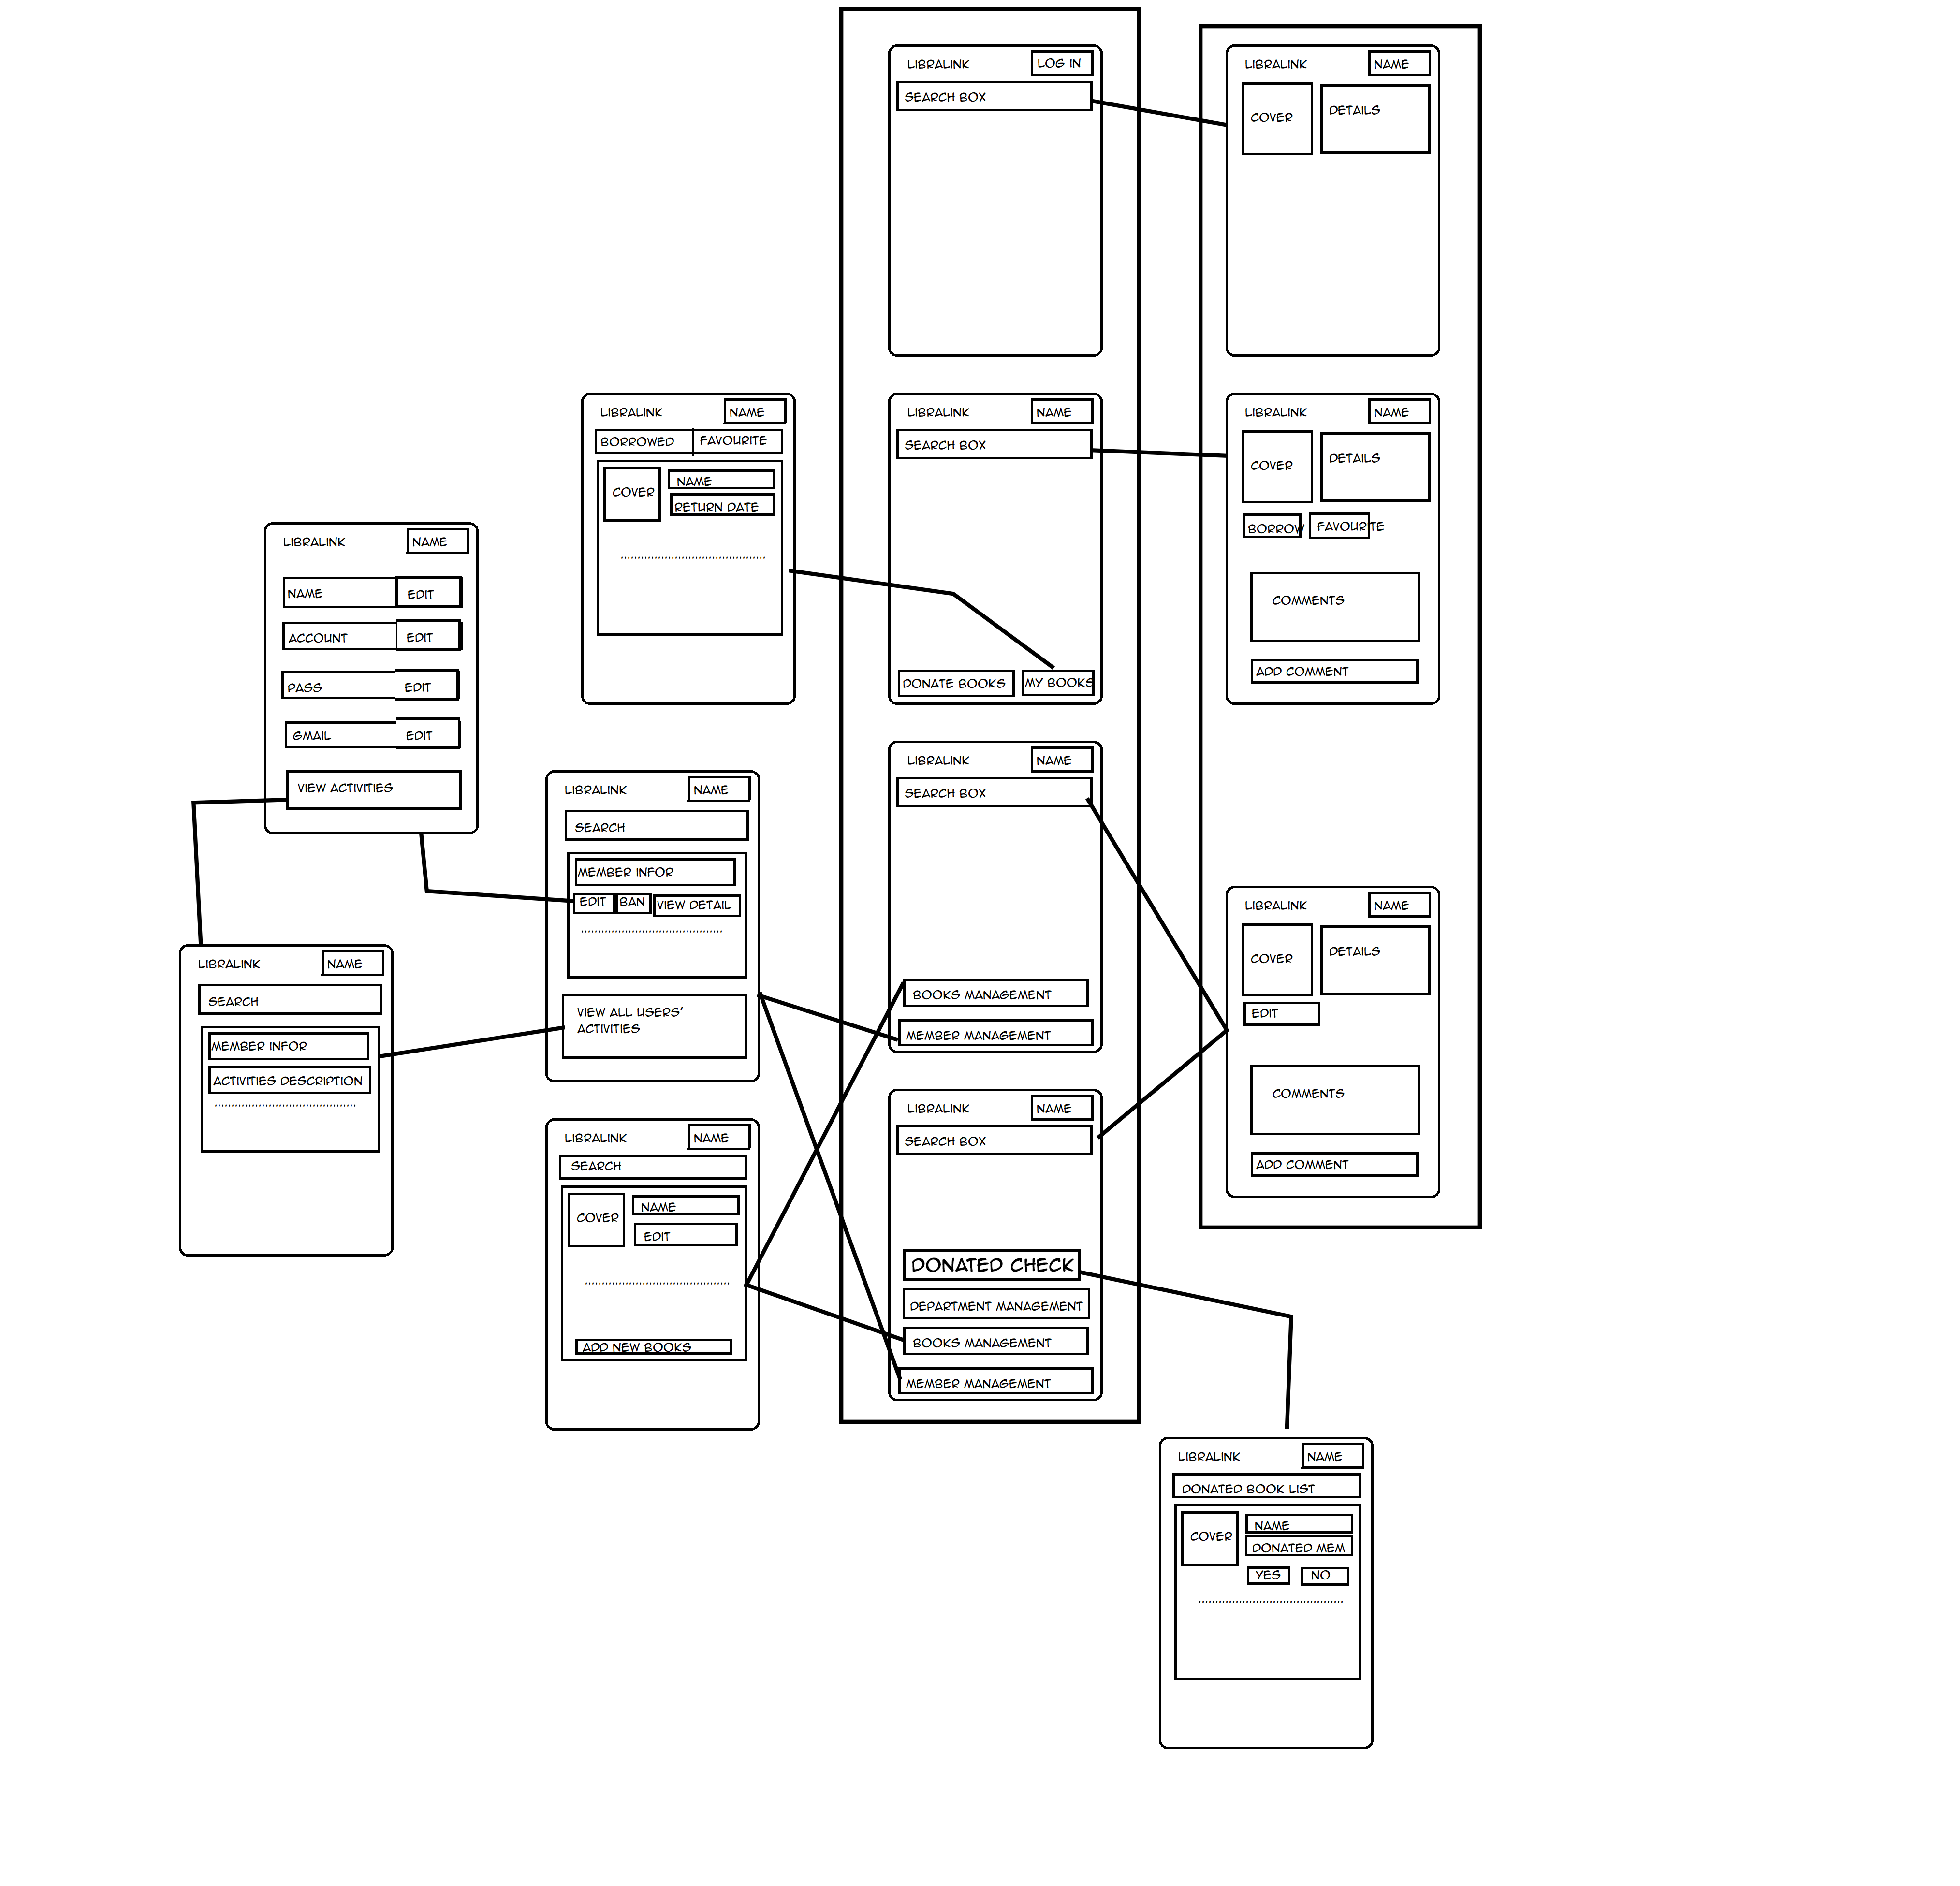 LIBRALINK
LOG IN
SEARCH BOX
LIBRALINK
NAME
COVER
DETAILS
LIBRALINK
NAME
BORROWED
FAVOURITE
COVER
NAME
RETURN DATE
LIBRALINK
NAME
SEARCH BOX
DONATE BOOKS
MY BOOKS
LIBRALINK
NAME
COVER
DETAILS
BORROW
FAVOURITE
COMMENTS
ADD COMMENT
LIBRALINK
NAME
NAME
EDIT
ACCOUNT
EDIT
PASS
EDIT
GMAIL
EDIT
VIEW ACTIVITIES
LIBRALINK
NAME
SEARCH
MEMBER INFOR
EDIT
BAN
VIEW DETAIL
VIEW ALL USERS'
ACTIVITIES
LIBRALINK
NAME
SEARCH BOX
BOOKS MANAGEMENT
MEMBER MANAGEMENT
LIBRALINK
NAME
COVER
DETAILS
EDIT
COMMENTS
ADD COMMENT
LIBRALINK
NAME
SEARCH
MEMBER INFOR
ACTIVITIES DESCRIPTION
LIBRALINK
NAME
SEARCH
COVER
NAME
EDIT
ADD NEW BOOKS
LIBRALINK
NAME
SEARCH BOX
DONATED CHECK
DEPARTMENT MANAGEMENT
BOOKS MANAGEMENT
MEMBER MANAGEMENT
LIBRALINK
NAME
DONATED BOOK LIST
COVER
NAME
DONATED MEM
YES
NO